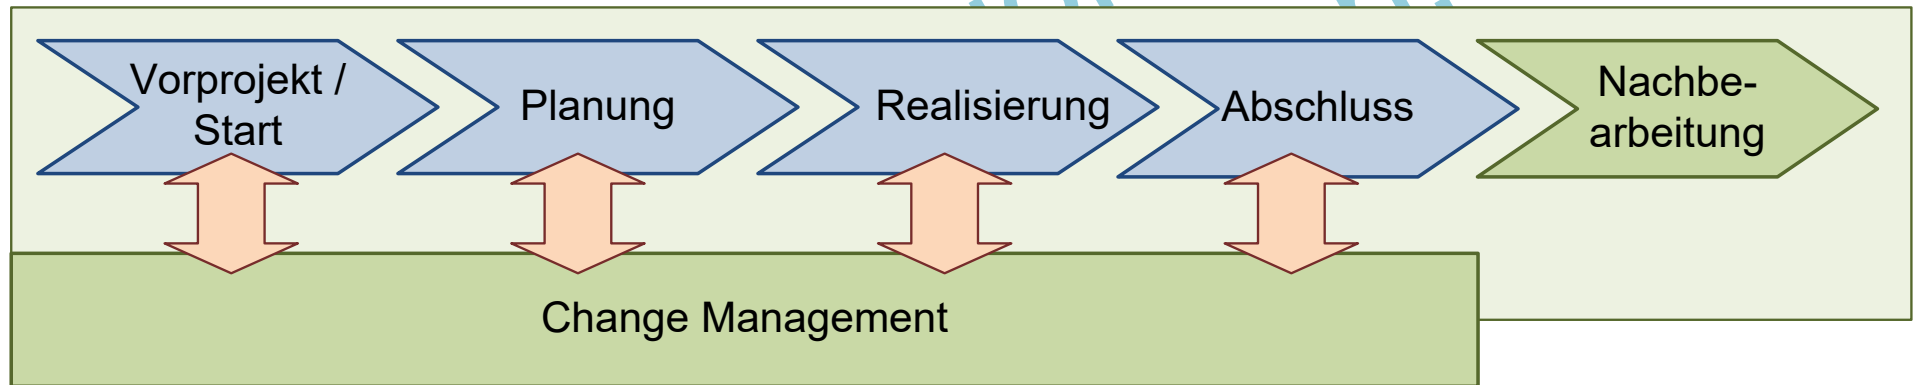 Vorprojekt /
Start
Planung
Realisierung
Abschluss
Nachbe-
arbeitung
Change Management